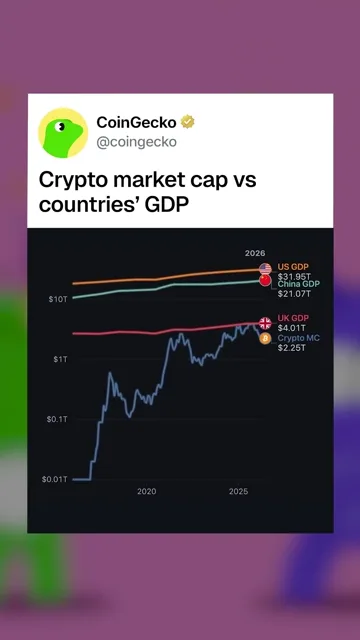 CoinGecko
@coingecko
Crypto market cap vs
countries' GDP
2026
US GDP
$31.95T
China GDP
$21.07T
$10T
UK GDP
$4.01T
Crypto MC
$2.25T
$1T
$0.1T
$0.01T
2020
2025